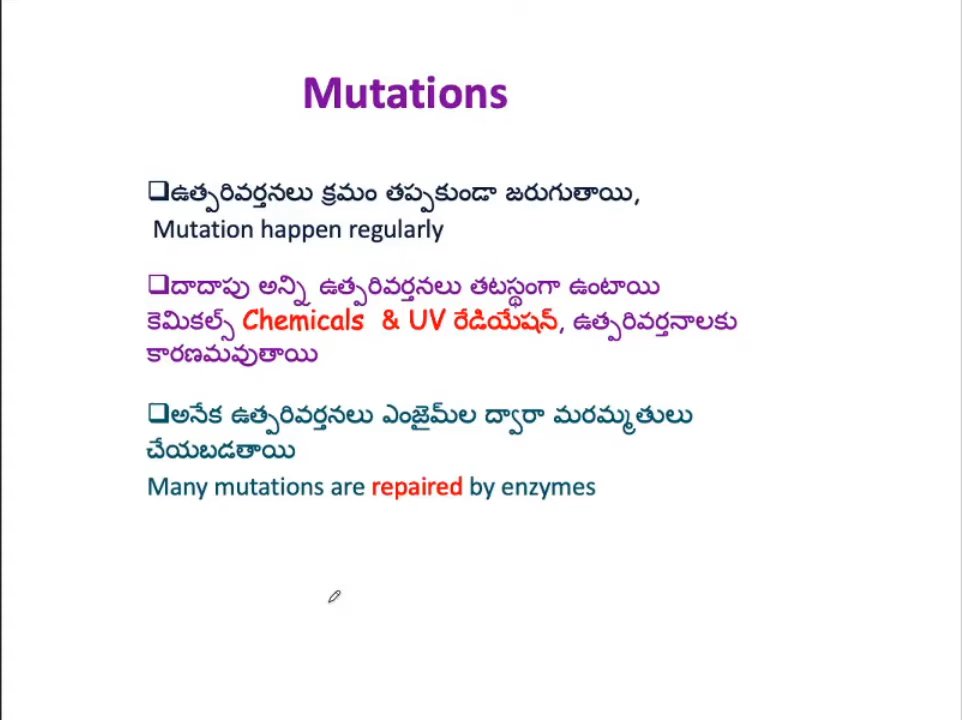 Mutations
❑ఉత్పరివర్తనలు క్రమం తప్పకుండా జరుగుతాయి,
Mutation happen regularly
❑దాదాపు అన్ని ఉత్పరివర్తనలు తటస్థంగా ఉంటాయి
కెమికల్స్ Chemicals & UV రేడియేషన్, ఉత్పరివర్తనాలకు
కారణమవుతాయి
❑అనేక ఉత్పరివర్తనలు ఎంజైమ్‌ల ద్వారా మరమ్మతులు
చేయబడతాయి
Many mutations are repaired by enzymes